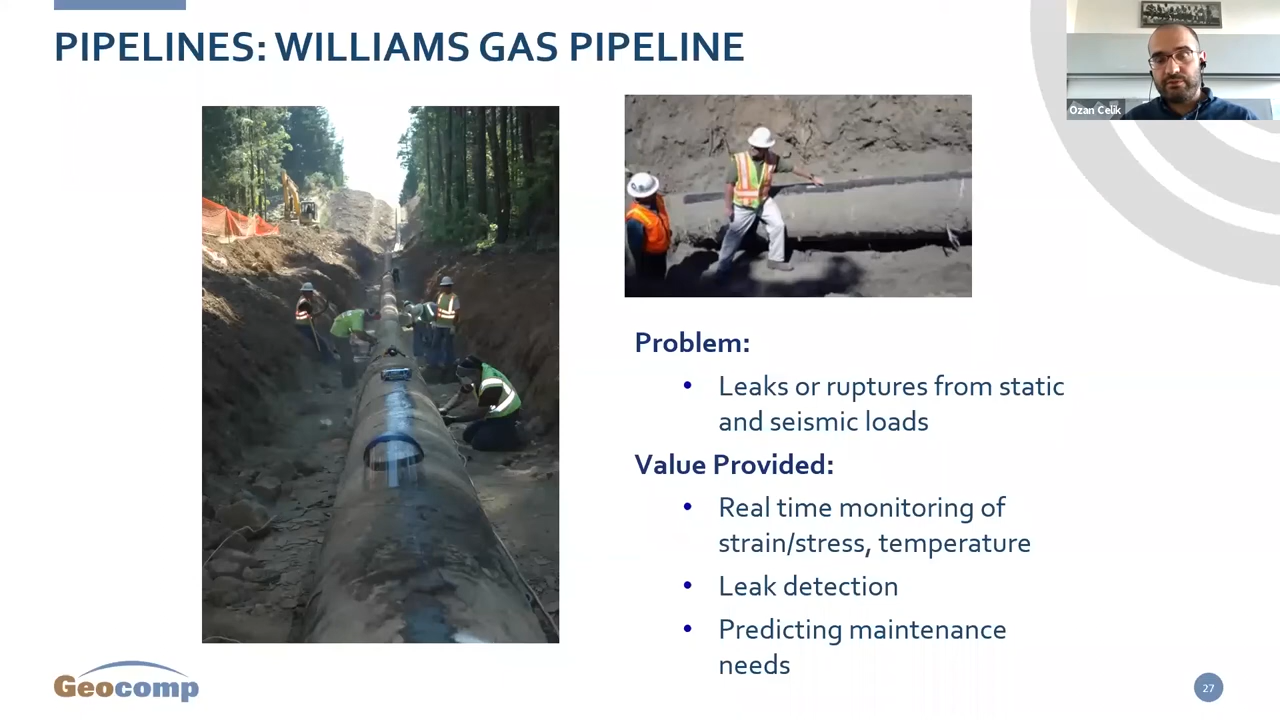 PIPELINES: WILLIAMS GAS PIPELINE
Ozan Celik
Problem:
• Leaks or ruptures from static
and seismic loads
Value Provided:
• Real time monitoring of
strain/stress, temperature
• Leak detection
• Predicting maintenance
needs
Geocomp
27